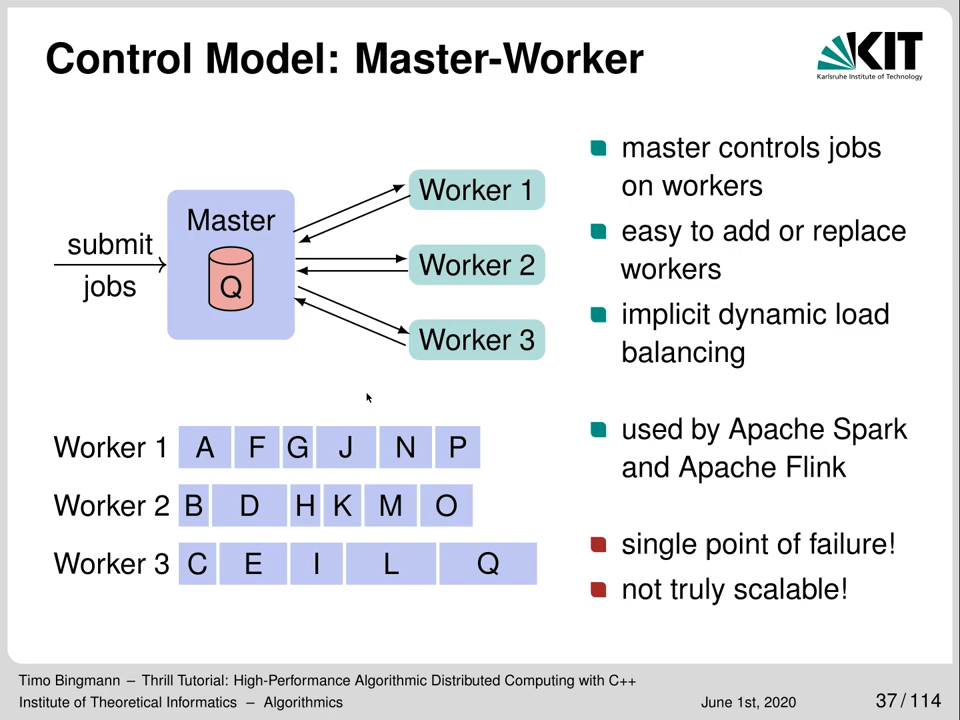 Control Model: Master-Worker
KIT
Karlsruhe Institute of Technology
submit
jobs
Master
Q
Worker 1
Worker 2
Worker 3
master controls jobs
on workers
easy to add or replace
workers
implicit dynamic load
balancing
used by Apache Spark
and Apache Flink
single point of failure!
not truly scalable!
Worker 1 A F G J N P
Worker 2 B D H K M O
Worker 3 C E I L Q
Timo Bingmann – Thrill Tutorial: High-Performance Algorithmic Distributed Computing with C++
Institute of Theoretical Informatics – Algorithmics June 1st, 2020 37 / 114